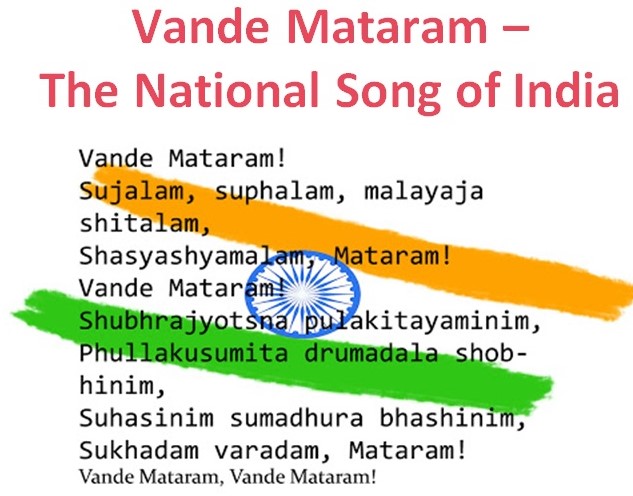 Vande Mataram –
The National Song of India
Vande Mataram!
Sujalam, suphalam, malayaja
shitalam,
Shasyashyamalam, Mataram!
Vande Mataram!
Shubhrajyotsna pulakitayaminim,
Phullakusumita drumadala shob-
hinim,
Suhasinim sumadhura bhashinim,
Sukhadam varadam, Mataram!
Vande Mataram, Vande Mataram!